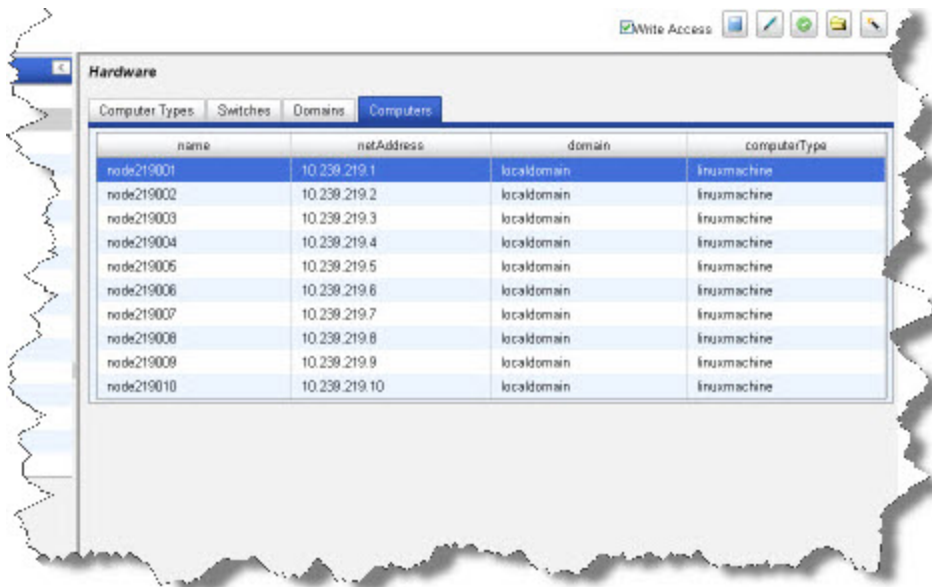 Write Access
Hardware
Computer Types Switches Domains Computers
name netAddress domain computerType
node219001 10.239.219.1 localdomain linuxmachine
node219002 10.239.219.2 localdomain linuxmachine
node219003 10.239.219.3 localdomain linuxmachine
node219004 10.239.219.4 localdomain linuxmachine
node219005 10.239.219.5 localdomain linuxmachine
node219006 10.239.219.6 localdomain linuxmachine
node219007 10.239.219.7 localdomain linuxmachine
node219008 10.239.219.8 localdomain linuxmachine
node219009 10.239.219.9 localdomain linuxmachine
node219010 10.239.219.10 localdomain linuxmachine